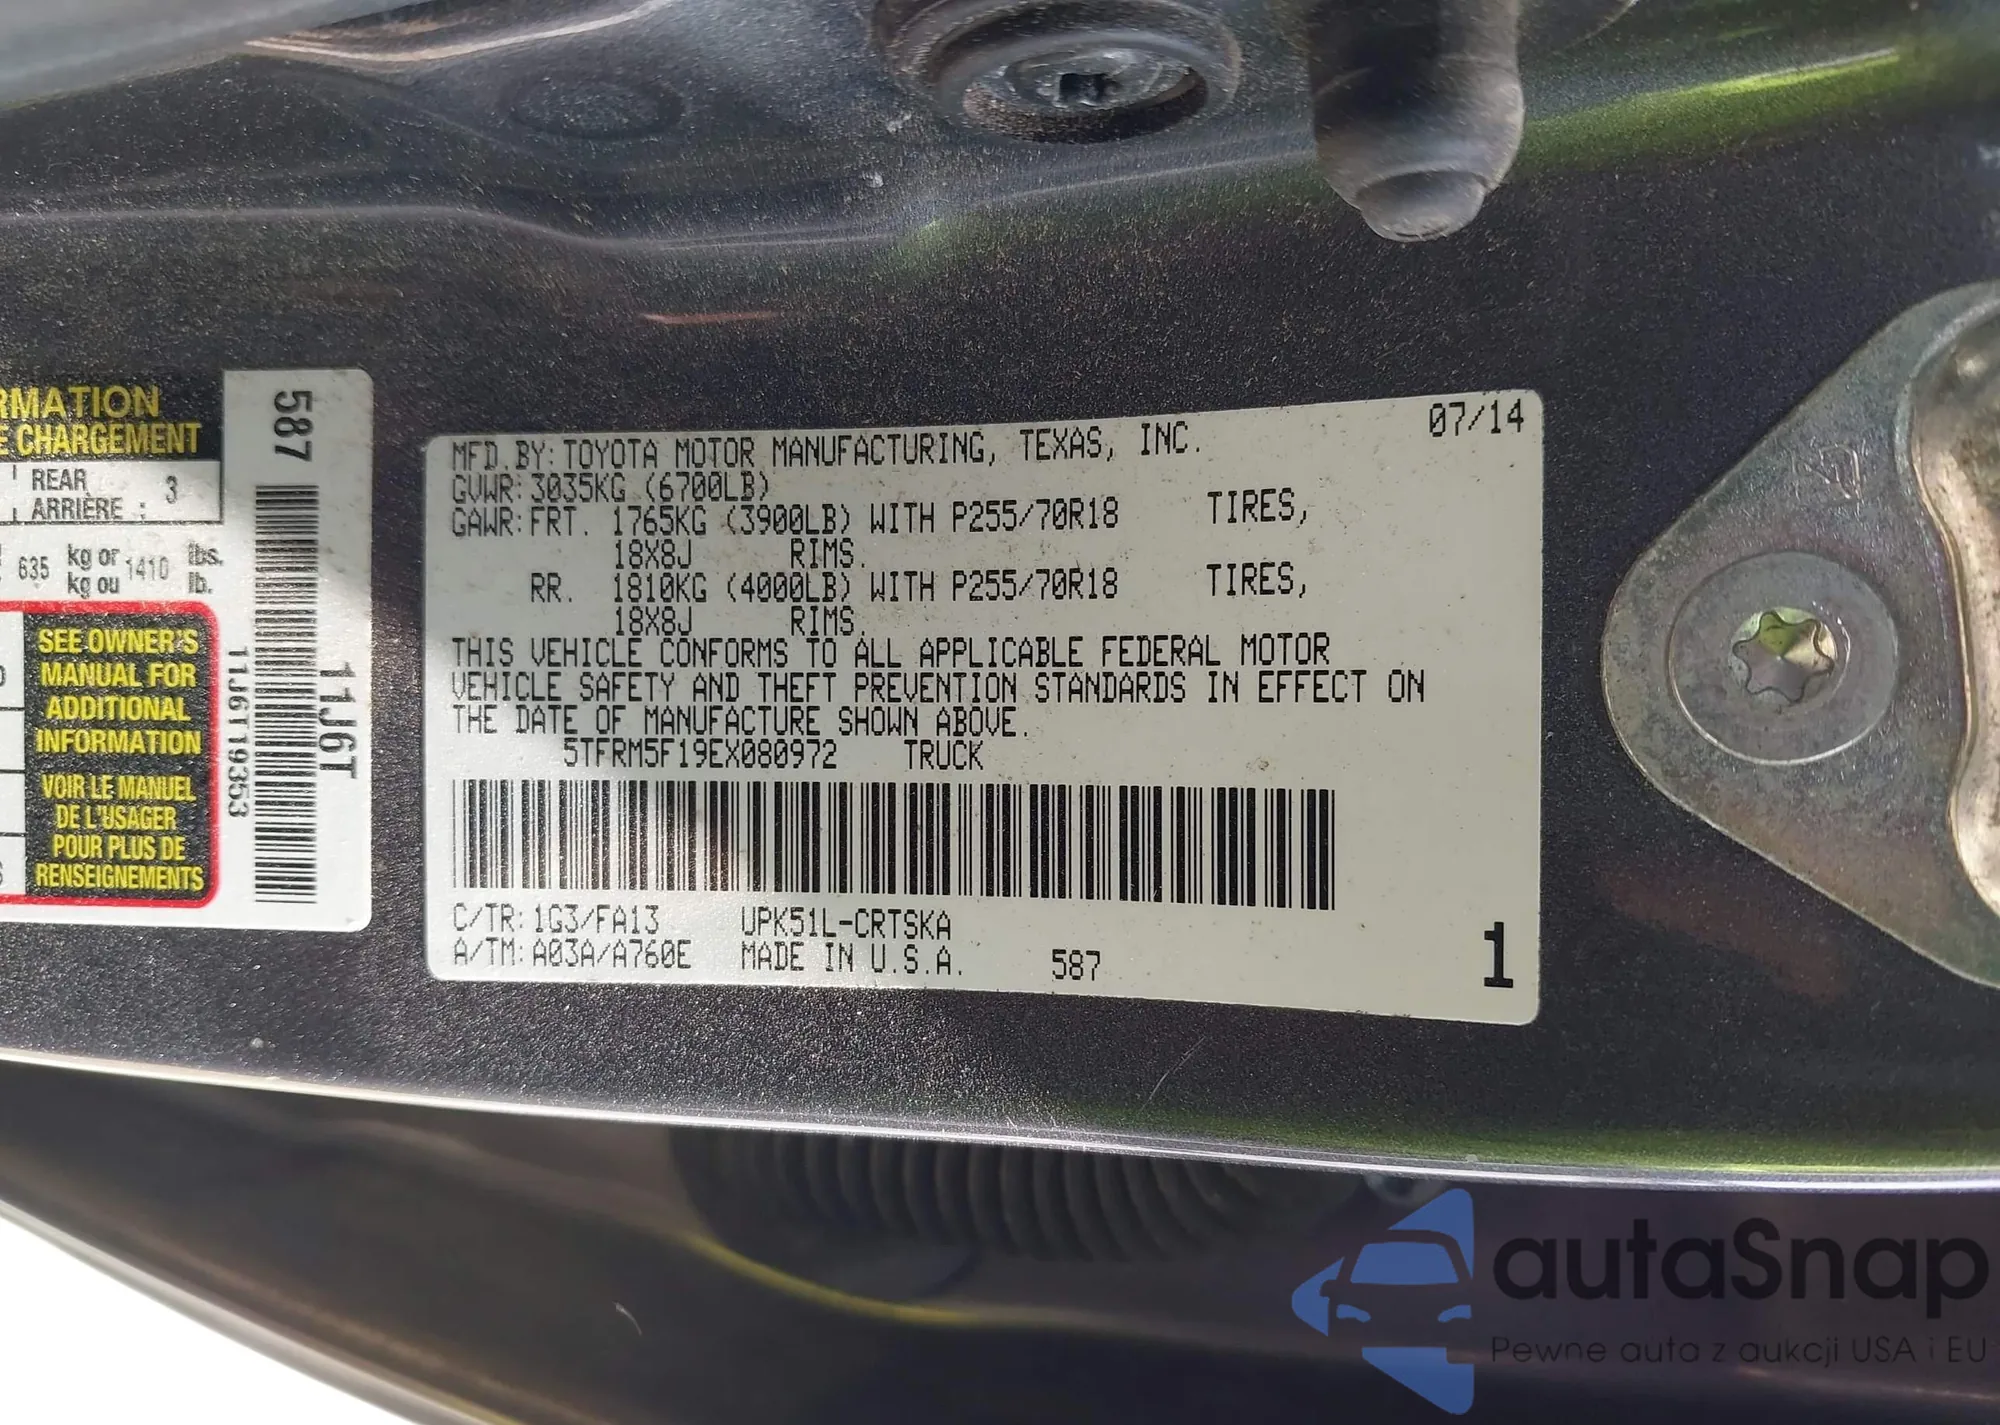 RMATION
E CHARGEMENT
REAR
ARRIÈRE : 3
635 kg or 1410 lbs.
kg ou lb.
SEE OWNER'S
MANUAL FOR
ADDITIONAL
INFORMATION
VOIR LE MANUEL
DE L'USAGER
POUR PLUS DE
RENSEIGNEMENTS
587
11J6T
11J6T19353
07/14
MFD.BY: TOYOTA MOTOR MANUFACTURING, TEXAS, INC.
GVWR: 3035KG (6700LB)
GAWR: FRT. 1765KG (3900LB) WITH P255/70R18 TIRES,
18X8J RIMS.
RR. 1810KG (4000LB) WITH P255/70R18 TIRES,
18X8J RIMS.
THIS VEHICLE CONFORMS TO ALL APPLICABLE FEDERAL MOTOR
VEHICLE SAFETY AND THEFT PREVENTION STANDARDS IN EFFECT ON
THE DATE OF MANUFACTURE SHOWN ABOVE.
5TFRM5F19EX080972 TRUCK
C/TR: 1G3/FA13 UPK51L-CRTSKA
A/TM: A03A/A760E MADE IN U.S.A. 587
1
autaSnap
Pewne auta z aukcji USA i EU